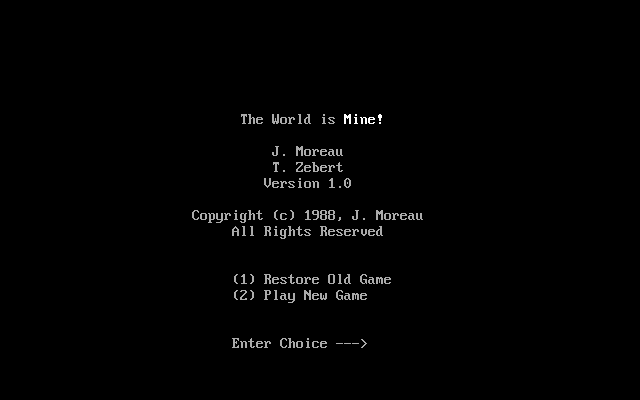 The World is Mine!
J. Moreau
T. Zebert
Version 1.0
Copyright (c) 1988, J. Moreau
All Rights Reserved
(1) Restore Old Game
(2) Play New Game
Enter Choice --->